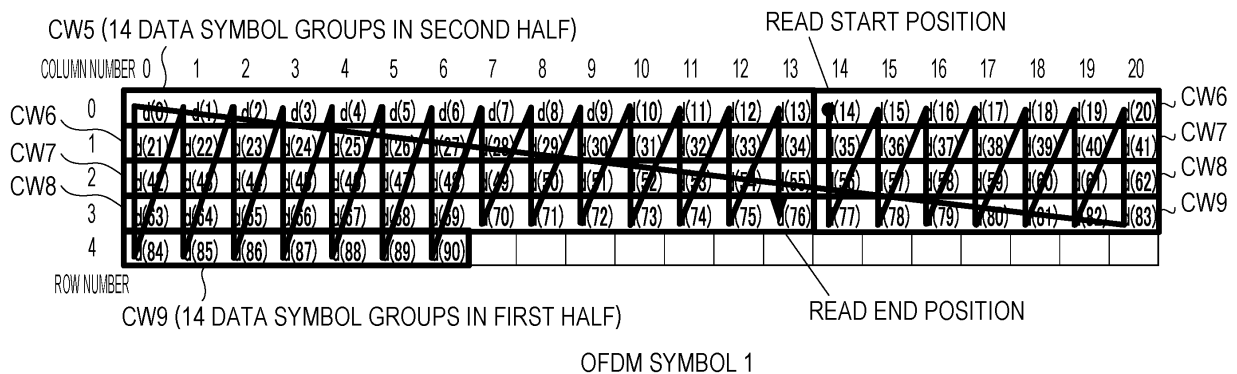 CW5 (14 DATA SYMBOL GROUPS IN SECOND HALF)
READ START POSITION
COLUMN NUMBER 0 1 2 3 4 5 6 7 8 9 10 11 12 13 14 15 16 17 18 19 20
0 d(0) d(1) d(2) d(3) d(4) d(5) d(6) d(7) d(8) d(9) d(10) d(11) d(12) d(13) d(14) d(15) d(16) d(17) d(18) d(19) d(20) CW6
CW6 1 d(21) d(22) d(23) d(24) d(25) d(26) d(27) d(28) d(29) d(30) d(31) d(32) d(33) d(34) d(35) d(36) d(37) d(38) d(39) d(40) d(41) CW7
CW7 2 d(42) d(43) d(44) d(45) d(46) d(47) d(48) d(49) d(50) d(51) d(52) d(53) d(54) d(55) d(56) d(57) d(58) d(59) d(60) d(61) d(62) CW8
CW8 3 d(63) d(64) d(65) d(66) d(67) d(68) d(69) d(70) d(71) d(72) d(73) d(74) d(75) d(76) d(77) d(78) d(79) d(80) d(81) d(82) d(83) CW9
4 d(84) d(85) d(86) d(87) d(88) d(89) d(90)
ROW NUMBER
CW9 (14 DATA SYMBOL GROUPS IN FIRST HALF)
READ END POSITION
OFDM SYMBOL 1